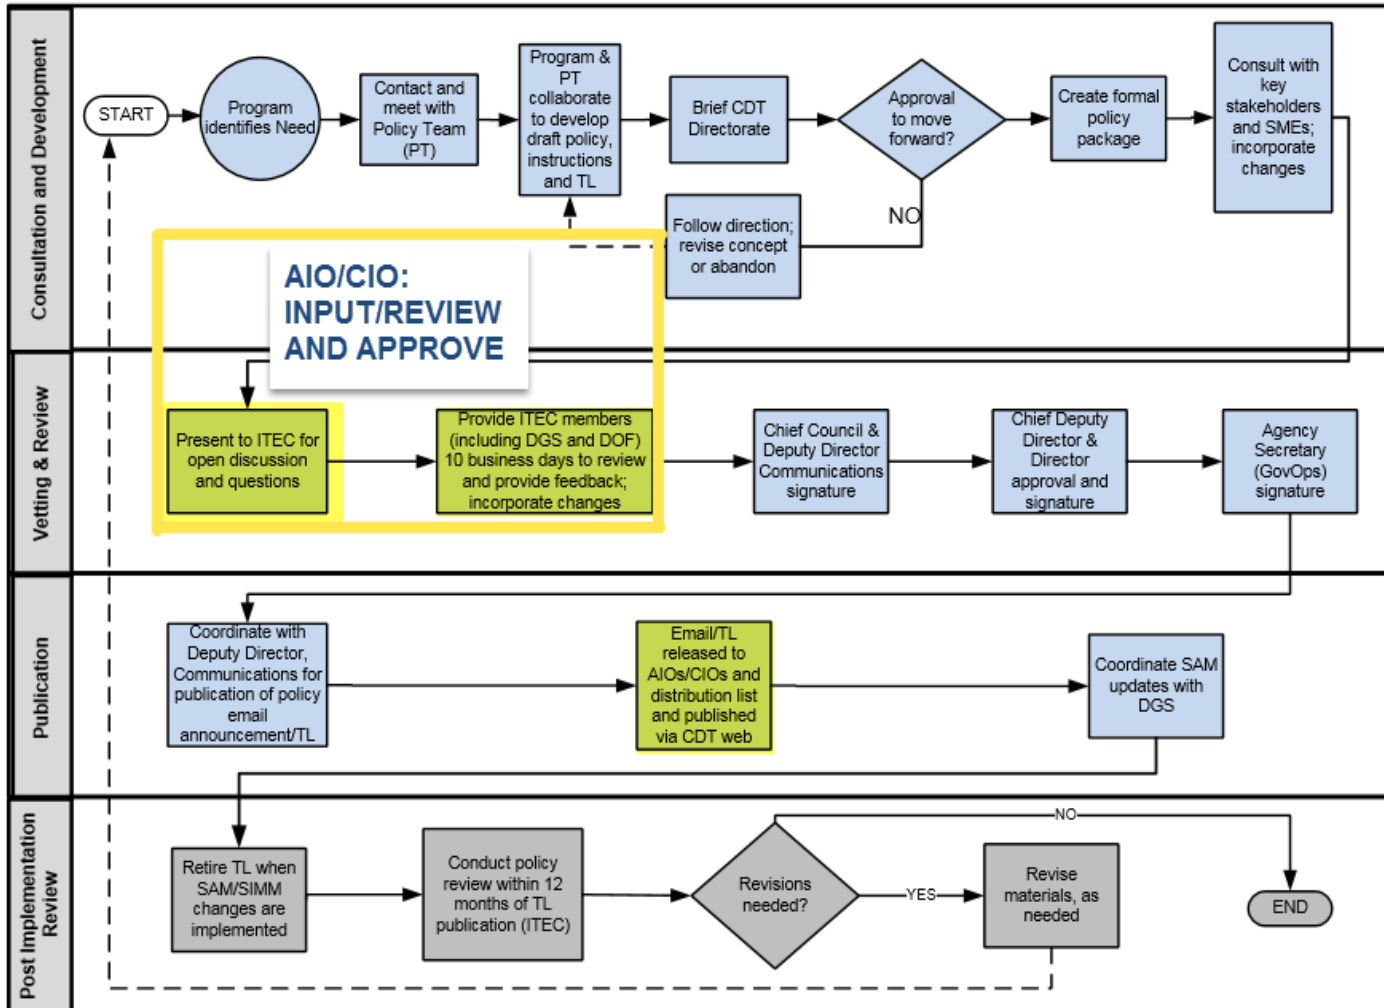 Consultation and Development
START
Program
identifies Need
Contact and
meet with
Policy Team
(PT)
Program &
PT
collaborate
to develop
draft policy,
instructions
and TL
Brief CDT
Directorate
Approval
to move
forward?
Create formal
policy
package
Consult with
key
stakeholders
and SMEs;
incorporate
changes
NO
Follow direction;
revise concept
or abandon
AIO/CIO:
INPUT/REVIEW
AND APPROVE
Vetting & Review
Present to ITEC for
open discussion
and questions
Provide ITEC members
(including DGS and DOF)
10 business days to review
and provide feedback;
incorporate changes
Chief Council &
Deputy Director
Communications
signature
Chief Deputy
Director &
Director
approval and
signature
Agency
Secretary
(GovOps)
signature
Publication
Coordinate with
Deputy Director,
Communications for
publication of policy
email
announcement/TL
Email/TL
released to
AIOs/CIOs and
distribution list
and published
via CDT web
Coordinate SAM
updates with
DGS
Post Implementation
Review
Retire TL when
SAM/SIMM
changes are
implemented
Conduct policy
review within 12
months of TL
publication (ITEC)
Revisions
needed?
NO
YES
Revise
materials, as
needed
END